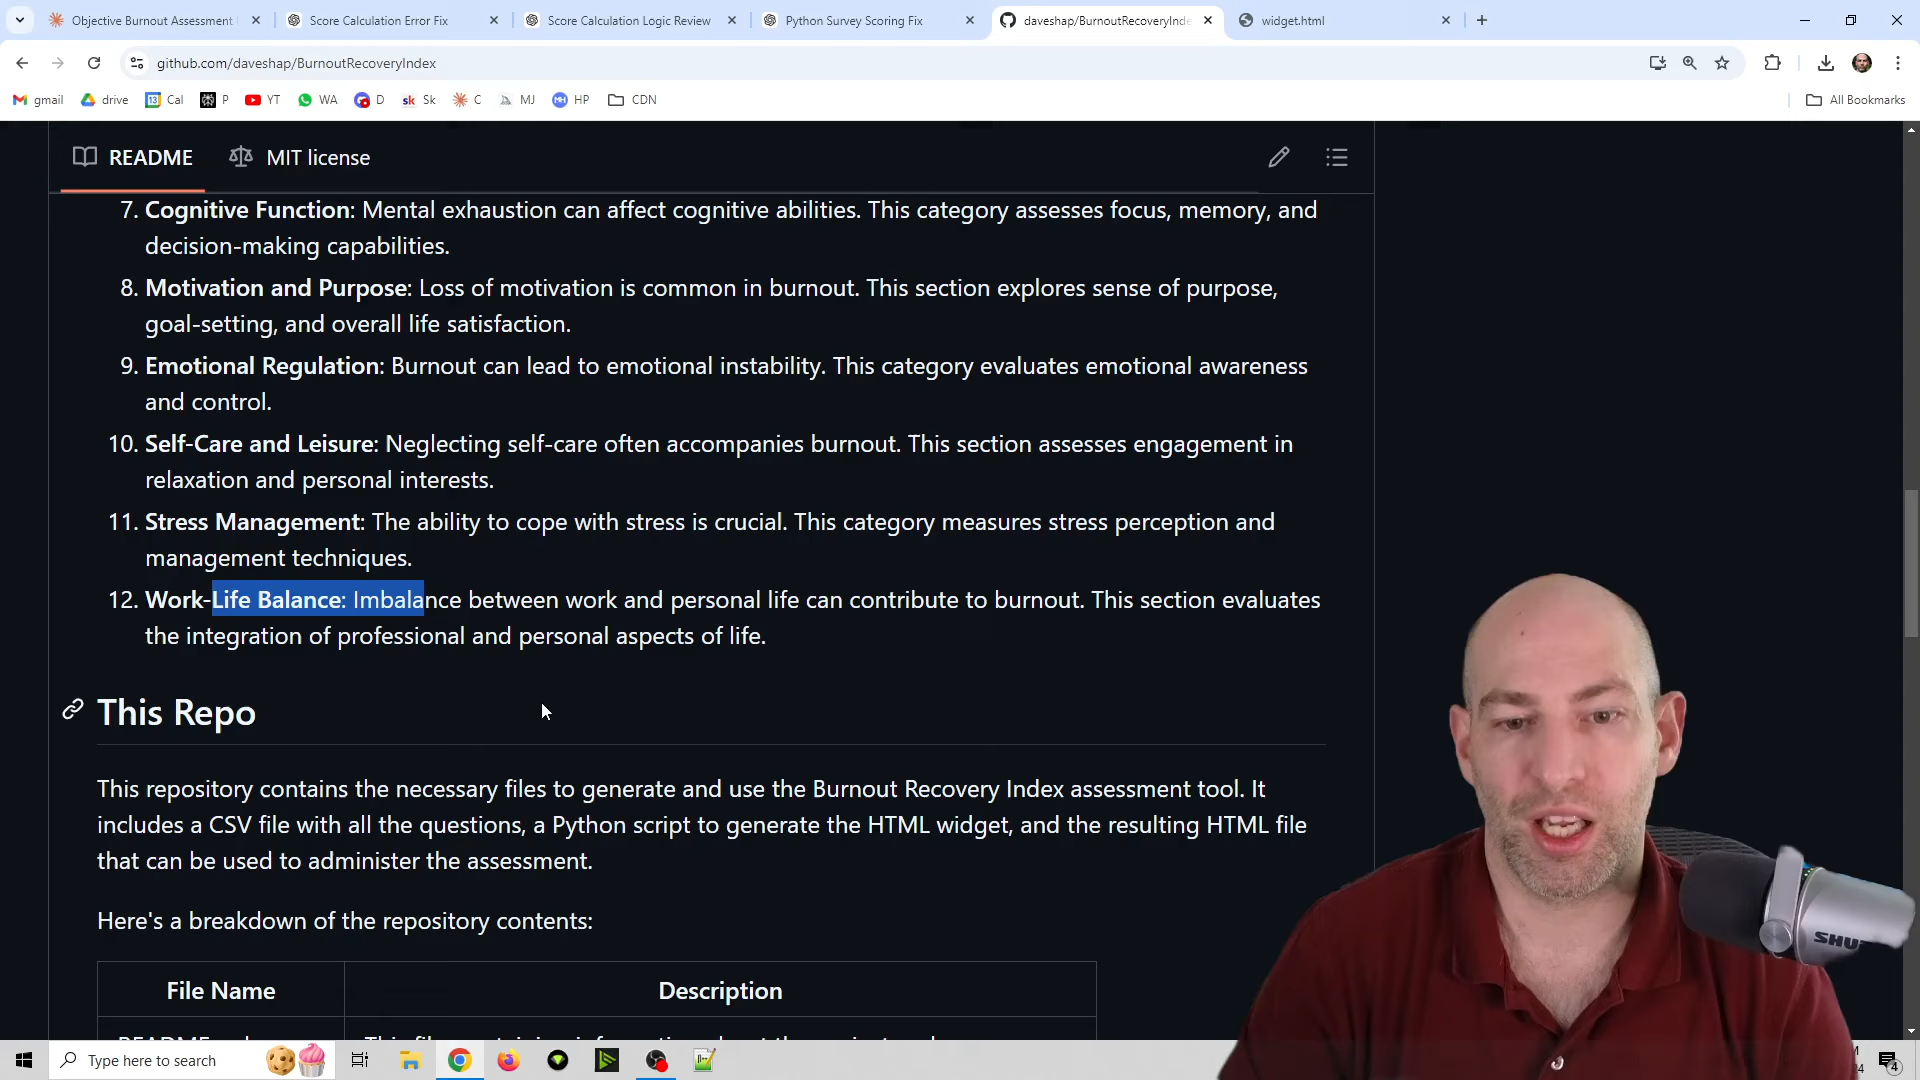 Objective Burnout Assessment
Score Calculation Error Fix
Score Calculation Logic Review
Python Survey Scoring Fix
daveshap/BurnoutRecoveryInde
widget.html
github.com/daveshap/BurnoutRecoveryIndex
gmail
drive
Cal
P
YT
WA
D
Sk
C
MJ
HP
CDN
All Bookmarks
README
MIT license
7. Cognitive Function: Mental exhaustion can affect cognitive abilities. This category assesses focus, memory, and
decision-making capabilities.
8. Motivation and Purpose: Loss of motivation is common in burnout. This section explores sense of purpose,
goal-setting, and overall life satisfaction.
9. Emotional Regulation: Burnout can lead to emotional instability. This category evaluates emotional awareness
and control.
10. Self-Care and Leisure: Neglecting self-care often accompanies burnout. This section assesses engagement in
relaxation and personal interests.
11. Stress Management: The ability to cope with stress is crucial. This category measures stress perception and
management techniques.
12. Work-Life Balance: Imbalance between work and personal life can contribute to burnout. This section evaluates
the integration of professional and personal aspects of life.
This Repo
This repository contains the necessary files to generate and use the Burnout Recovery Index assessment tool. It
includes a CSV file with all the questions, a Python script to generate the HTML widget, and the resulting HTML file
that can be used to administer the assessment.
Here's a breakdown of the repository contents:
File Name
Description
SHU
Type here to search
4